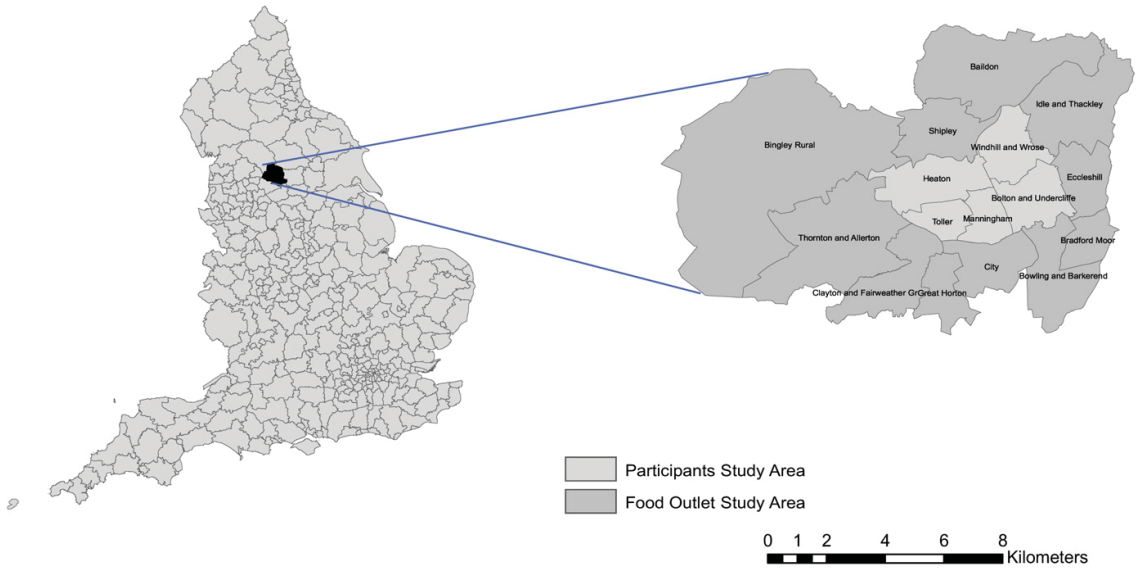 Baildon
Idle and Thackley
Shipley
Bingley Rural
Windhill and Wrose
Heaton
Eccleshill
Bolton and Undercliffe
Toller
Manningham
Thornton and Allerton
Bradford Moor
City
Bowling and Barkerend
Clayton and Fairweather Gr
Great Horton
Participants Study Area
Food Outlet Study Area
0 1 2 4 6 8
Kilometers